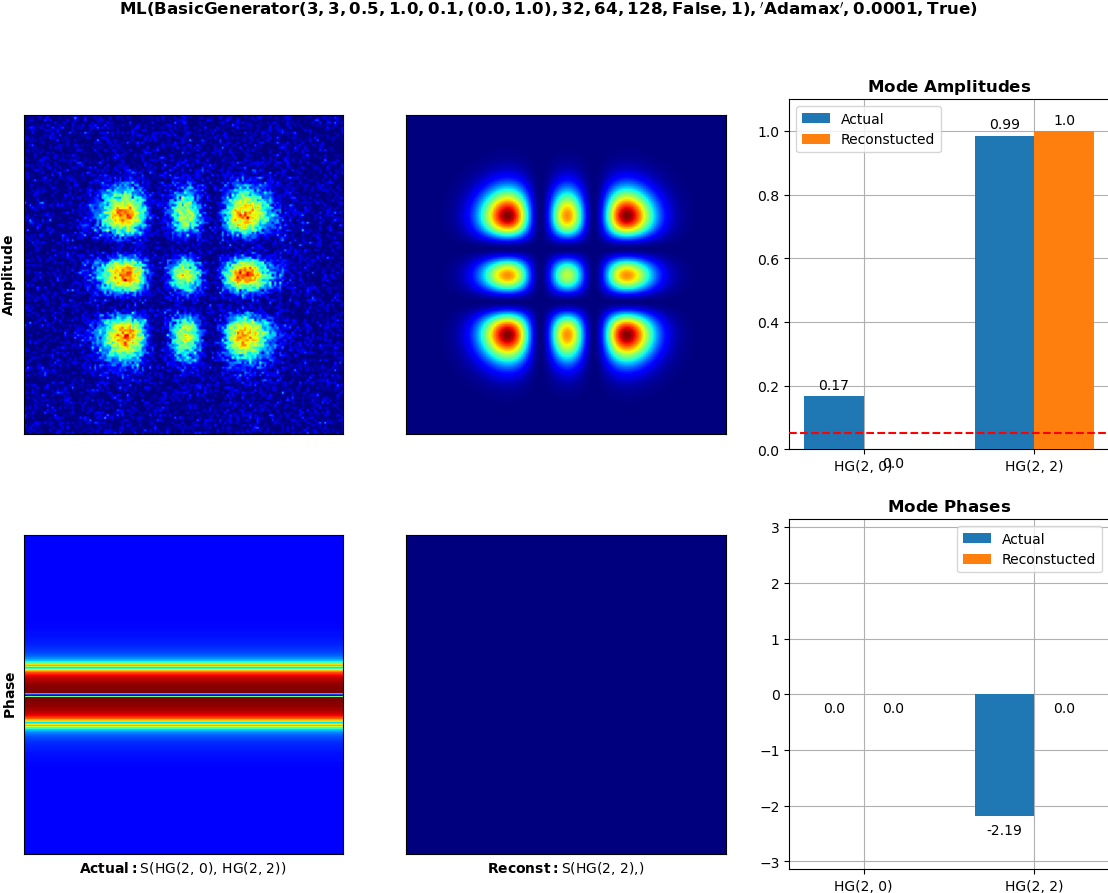 ML(BasicGenerator(3, 3, 0.5, 1.0, 0.1, (0.0, 1.0), 32, 64, 128, False, 1), ′Adamax′, 0.0001, True)
Amplitude
Mode Amplitudes
Actual
Reconstucted
1.0
0.8
0.6
0.4
0.2
0.0
0.17
0.0
0.99
1.0
HG(2, 0)
HG(2, 2)
Phase
Actual: S(HG(2, 0), HG(2, 2))
Reconst: S(HG(2, 2),)
Mode Phases
Actual
Reconstucted
3
2
1
0
−1
−2
−3
0.0
0.0
-2.19
0.0
HG(2, 0)
HG(2, 2)